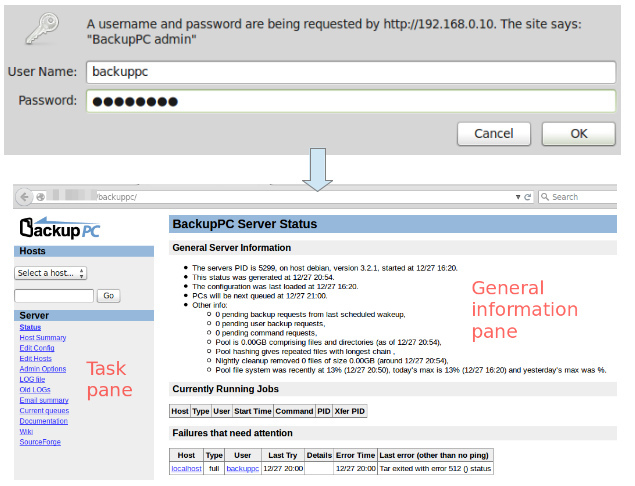 A username and password are being requested by http://192.168.0.10. The site says:
"BackupPC admin"
User Name: backuppc
Password: ●●●●●●●●
Cancel OK
/backuppc/ Search
BackupPC
Hosts
Select a host...
Go
Server
Status
Host Summary
Edit Config
Edit Hosts
Admin Options
LOG file
Old LOGs
Email summary
Current queues
Documentation
Wiki
SourceForge
Task
pane
BackupPC Server Status
General Server Information
The servers PID is 5299, on host debian, version 3.2.1, started at 12/27 16:20.
This status was generated at 12/27 20:54.
The configuration was last loaded at 12/27 16:20.
PCs will be next queued at 12/27 21:00.
Other info:
0 pending backup requests from last scheduled wakeup,
0 pending user backup requests,
0 pending command requests,
Pool is 0.00GB comprising files and directories (as of 12/27 20:54),
Pool hashing gives repeated files with longest chain ,
Nightly cleanup removed 0 files of size 0.00GB (around 12/27 20:54),
Pool file system was recently at 13% (12/27 20:50), today's max is 13% (12/27 16:20) and yesterday's max was %.
General
information
pane
Currently Running Jobs
Host Type User Start Time Command PID Xfer PID
Failures that need attention
Host Type User Last Try Details Error Time Last error (other than no ping)
localhost full backuppc 12/27 20:00 12/27 20:00 Tar exited with error 512 () status